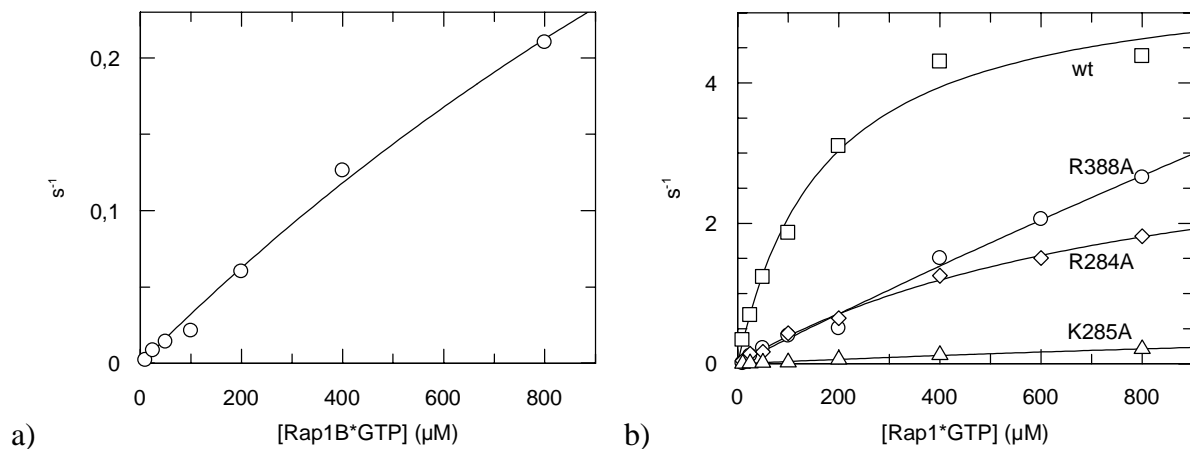 0,2
0,1
0
s-1
0 200 400 600 800
[Rap1B*GTP] (µM)
a)
4
2
0
s-1
wt
R388A
R284A
K285A
0 200 400 600 800
[Rap1*GTP] (µM)
b)